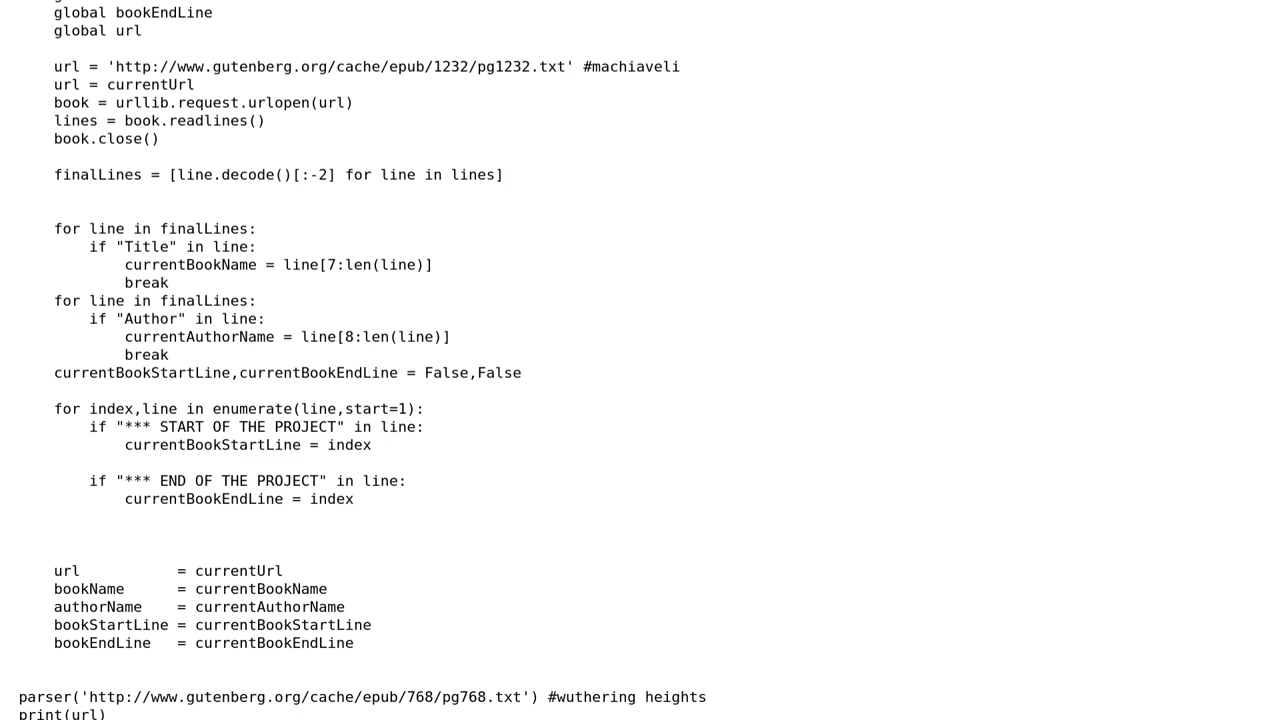 global bookEndLine
global url
url = 'http://www.gutenberg.org/cache/epub/1232/pg1232.txt' #machiaveli
url = currentUrl
book = urllib.request.urlopen(url)
lines = book.readlines()
book.close()
finalLines = [line.decode()[:-2] for line in lines]
for line in finalLines:
if "Title" in line:
currentBookName = line[7:len(line)]
break
for line in finalLines:
if "Author" in line:
currentAuthorName = line[8:len(line)]
break
currentBookStartLine,currentBookEndLine = False,False
for index,line in enumerate(line,start=1):
if "*** START OF THE PROJECT" in line:
currentBookStartLine = index
if "*** END OF THE PROJECT" in line:
currentBookEndLine = index
url = currentUrl
bookName = currentBookName
authorName = currentAuthorName
bookStartLine = currentBookStartLine
bookEndLine = currentBookEndLine
parser('http://www.gutenberg.org/cache/epub/768/pg768.txt') #wuthering heights
print(url)